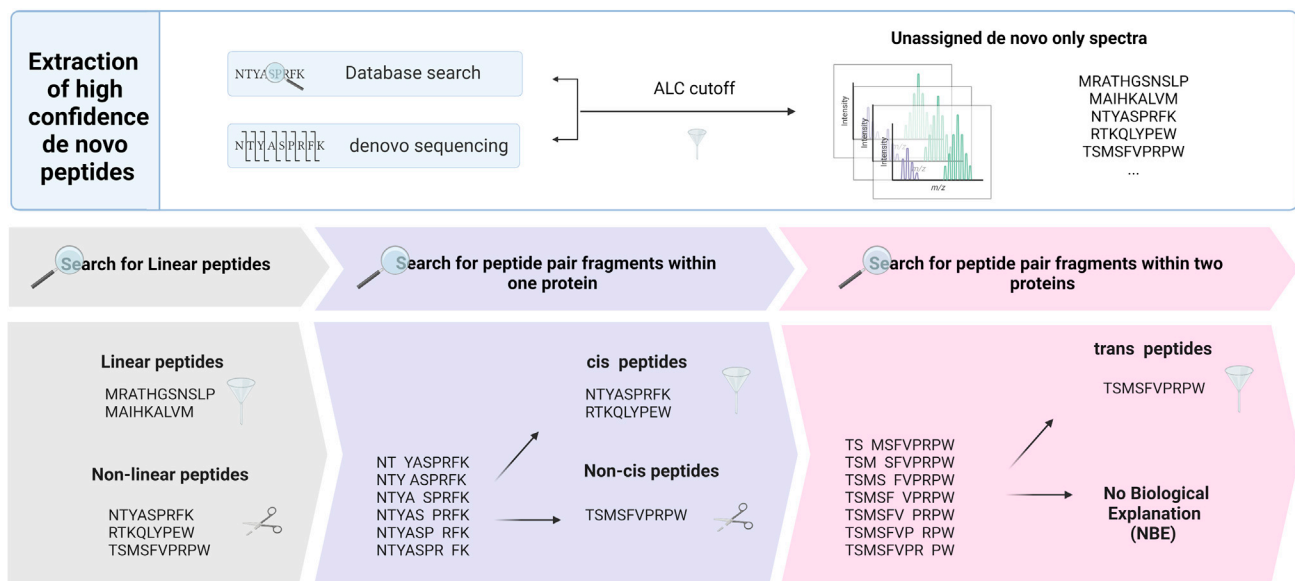 Extraction
of high
confidence
de novo
peptides
NTYASPRFK
Database search
NTYASPRFK
denovo sequencing
ALC cutoff
Unassigned de novo only spectra
Intensity
Intensity
m/z
Intensity
m/z
m/z
MRATHGSNSLP
MAIHKALVM
NTYASPRFK
RTKQLYPEW
TSMSFVPRPW
...
Search for Linear peptides
Search for peptide pair fragments within
one protein
Search for peptide pair fragments within two
proteins
Linear peptides
MRATHGSNSLP
MAIHKALVM
Non-linear peptides
NTYASPRFK
RTKQLYPEW
TSMSFVPRPW
NT YASPRFK
NTY ASPRFK
NTYA SPRFK
NTYAS PRFK
NTYASP RFK
NTYASPR FK
cis peptides
NTYASPRFK
RTKQLYPEW
Non-cis peptides
TSMSFVPRPW
TS MSFVPRPW
TSM SFVPRPW
TSMS FVPRPW
TSMSF VPRPW
TSMSFV PRPW
TSMSFVP RPW
TSMSFVPR PW
trans peptides
TSMSFVPRPW
No Biological
Explanation
(NBE)